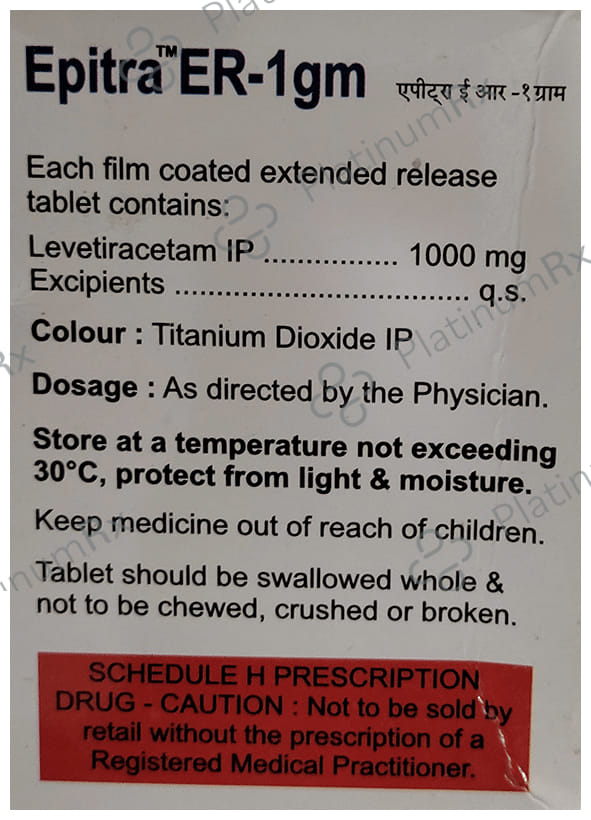 Epitra™ ER-1gm एपीट्रा ई आर -१ ग्राम
Each film coated extended release
tablet contains:
Levetiracetam IP ................ 1000 mg
Excipients ................................... q.s.
Colour : Titanium Dioxide IP
Dosage : As directed by the Physician.
Store at a temperature not exceeding
30°C, protect from light & moisture.
Keep medicine out of reach of children.
Tablet should be swallowed whole &
not to be chewed, crushed or broken.
SCHEDULE H PRESCRIPTION
DRUG - CAUTION : Not to be sold by
retail without the prescription of a
Registered Medical Practitioner.
PlatinumRx
PlatinumRx
PlatinumRx